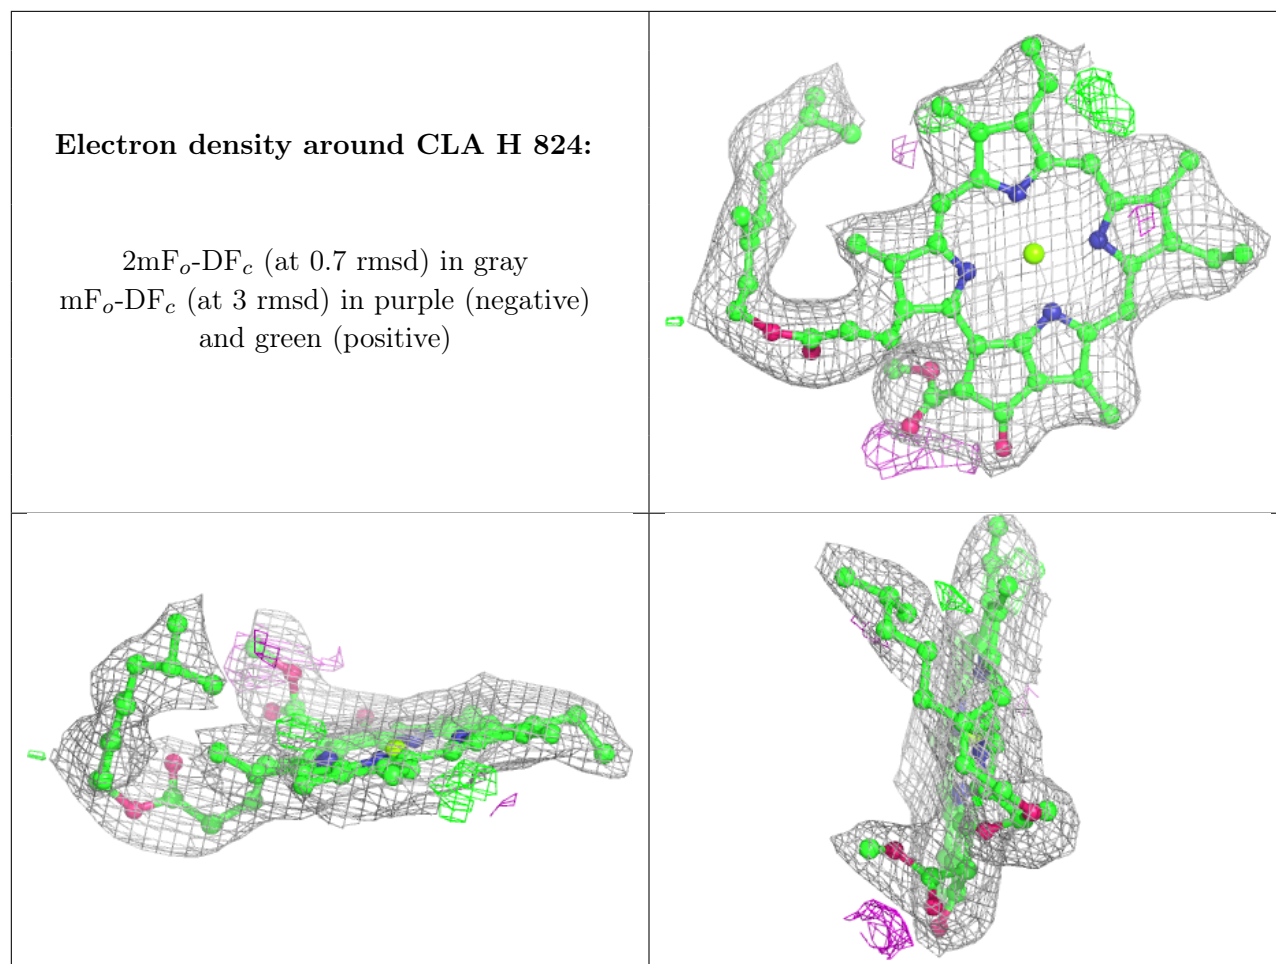 Electron density around CLA H 824:
2mFo-DFc (at 0.7 rmsd) in gray
mFo-DFc (at 3 rmsd) in purple (negative)
and green (positive)